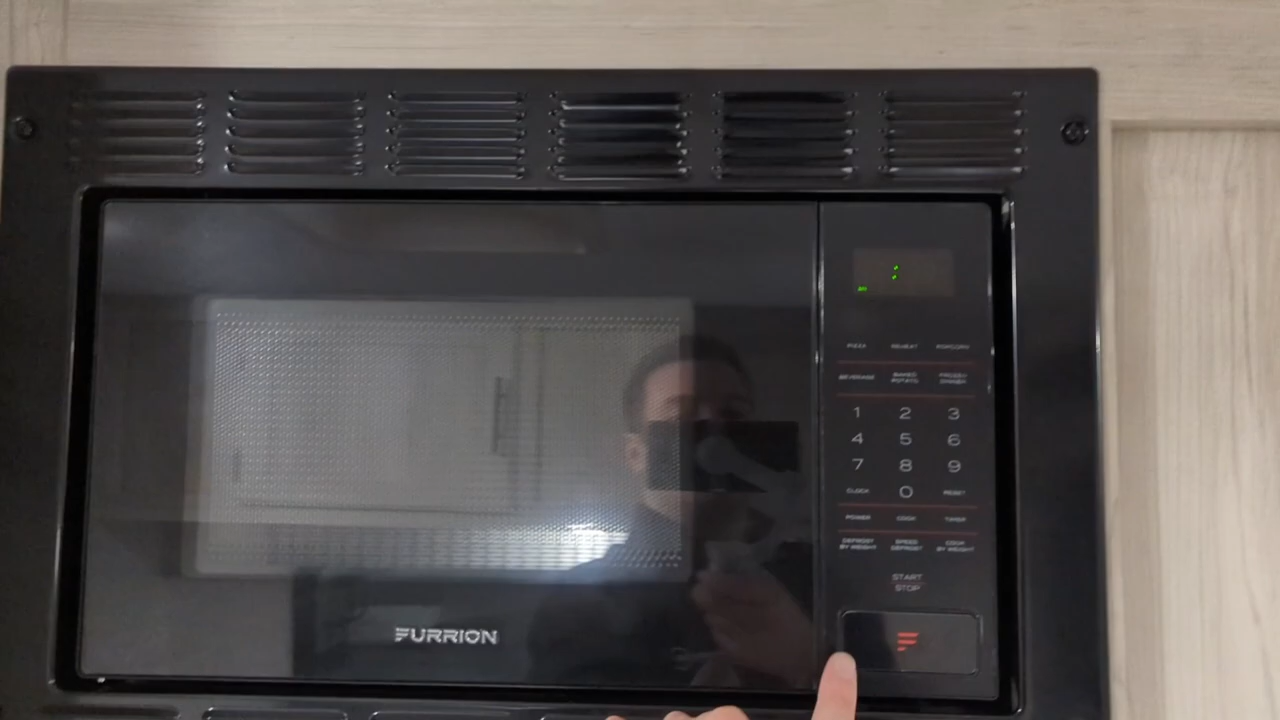 :
am
PIZZA REHEAT POPCORN
BEVERAGE BAKED POTATO FROZEN DINNER
1 2 3
4 5 6
7 8 9
CLOCK 0 RESET
POWER COOK TIMER
DEFROST BY WEIGHT SPEED DEFROST COOK BY WEIGHT
START
STOP
FURRION